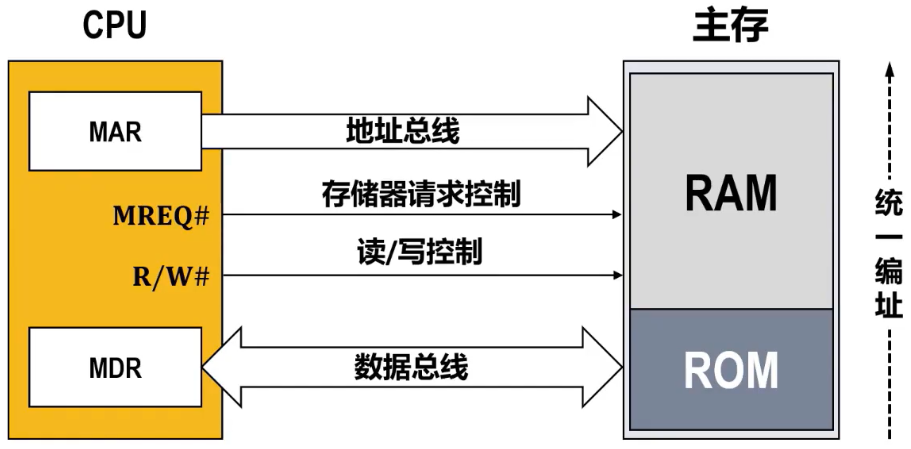 CPU
主存
MAR
地址总线
MREQ#
存储器请求控制
R/W#
读/写控制
MDR
数据总线
RAM
ROM
统一编址